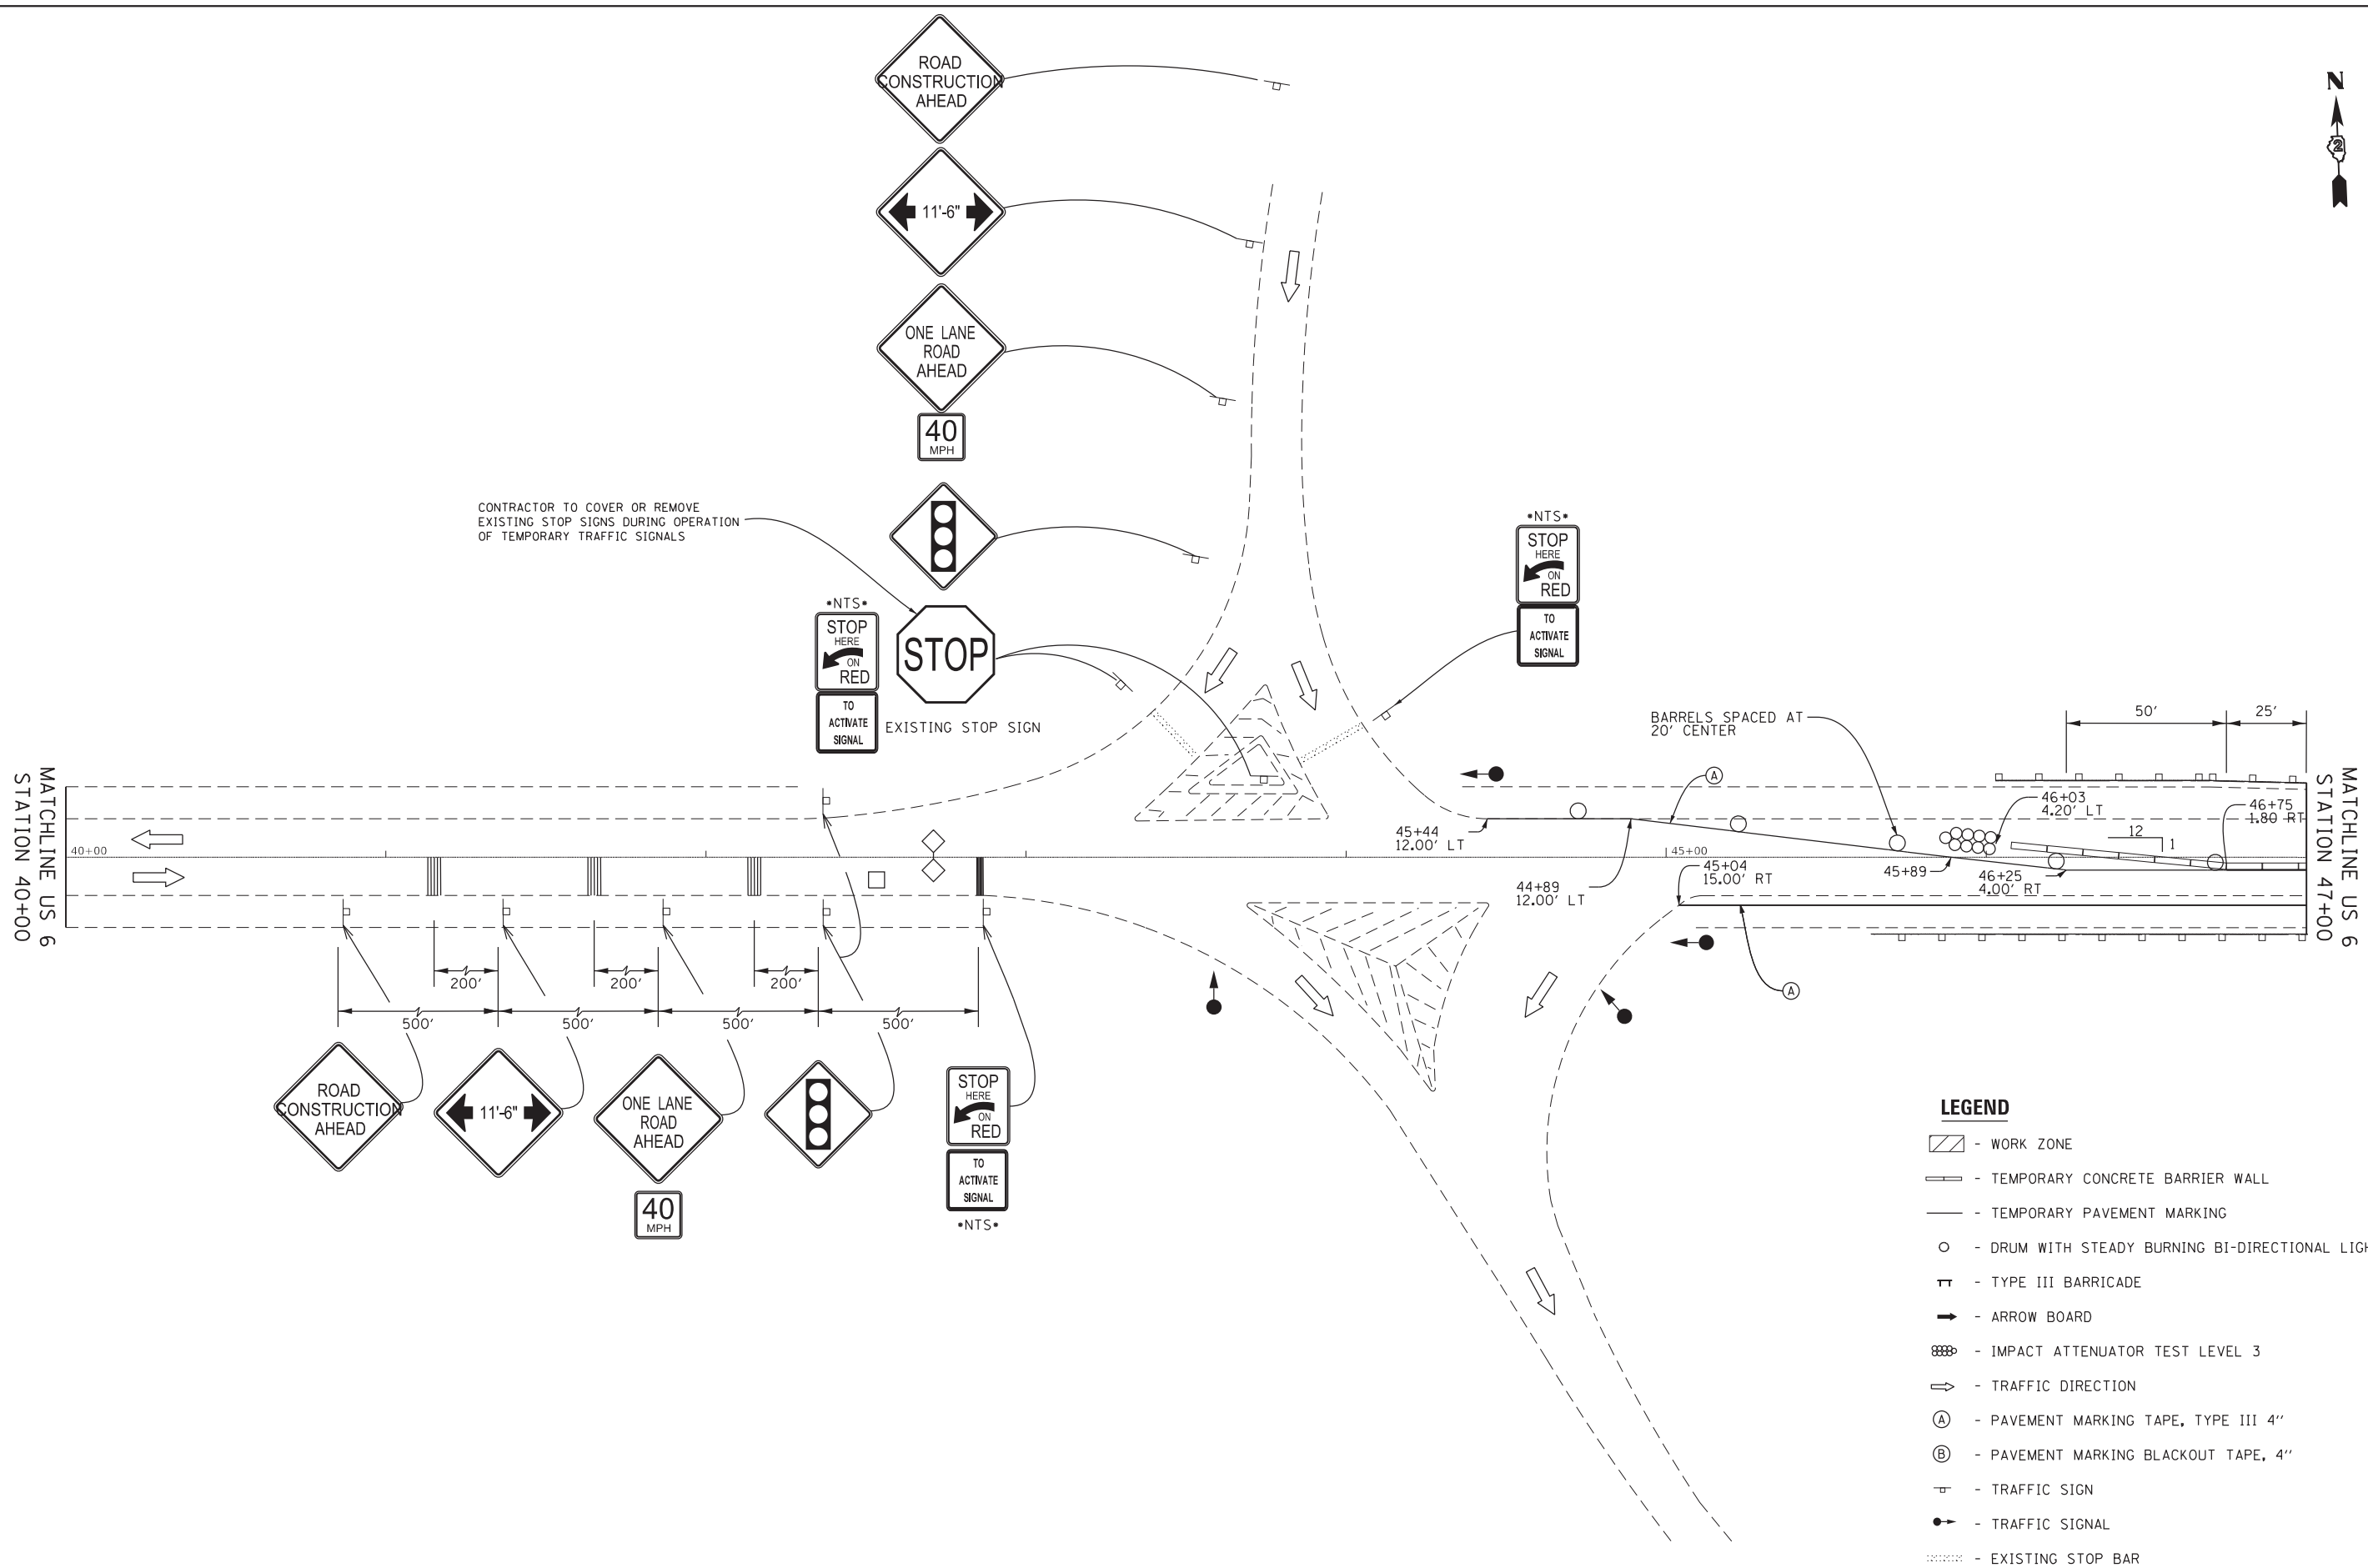 ROAD
CONSTRUCTION
AHEAD
N
2
11'-6"
ONE LANE
ROAD
AHEAD
40
MPH
CONTRACTOR TO COVER OR REMOVE
EXISTING STOP SIGNS DURING OPERATION
OF TEMPORARY TRAFFIC SIGNALS
*NTS*
STOP
HERE
ON
RED
TO
ACTIVATE
SIGNAL
STOP
EXISTING STOP SIGN
*NTS*
STOP
HERE
ON
RED
TO
ACTIVATE
SIGNAL
BARRELS SPACED AT
20' CENTER
50'
25'
MATCHLINE US 6
STATION 40+00
40+00
A
45+44
12.00' LT
44+89
12.00' LT
45+00
45+04
15.00' RT
45+89
46+03
4.20' LT
12
1
46+25
4.00' RT
46+75
1.80 RT
MATCHLINE US 6
STATION 47+00
A
200'
200'
200'
500'
500'
500'
500'
ROAD
CONSTRUCTION
AHEAD
11'-6"
ONE LANE
ROAD
AHEAD
40
MPH
STOP
HERE
ON
RED
TO
ACTIVATE
SIGNAL
*NTS*
LEGEND
- WORK ZONE
- TEMPORARY CONCRETE BARRIER WALL
- TEMPORARY PAVEMENT MARKING
- DRUM WITH STEADY BURNING BI-DIRECTIONAL LIGH
- TYPE III BARRICADE
- ARROW BOARD
- IMPACT ATTENUATOR TEST LEVEL 3
- TRAFFIC DIRECTION
A - PAVEMENT MARKING TAPE, TYPE III 4''
B - PAVEMENT MARKING BLACKOUT TAPE, 4''
- TRAFFIC SIGN
- TRAFFIC SIGNAL
- EXISTING STOP BAR